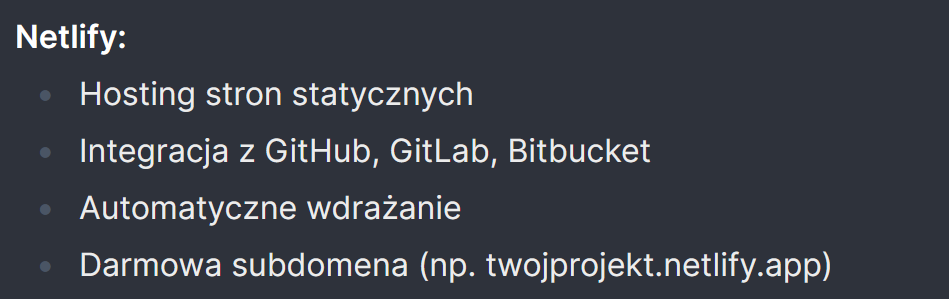 Netlify:
Hosting stron statycznych
Integracja z GitHub, GitLab, Bitbucket
Automatyczne wdrażanie
Darmowa subdomena (np. twojprojekt.netlify.app)